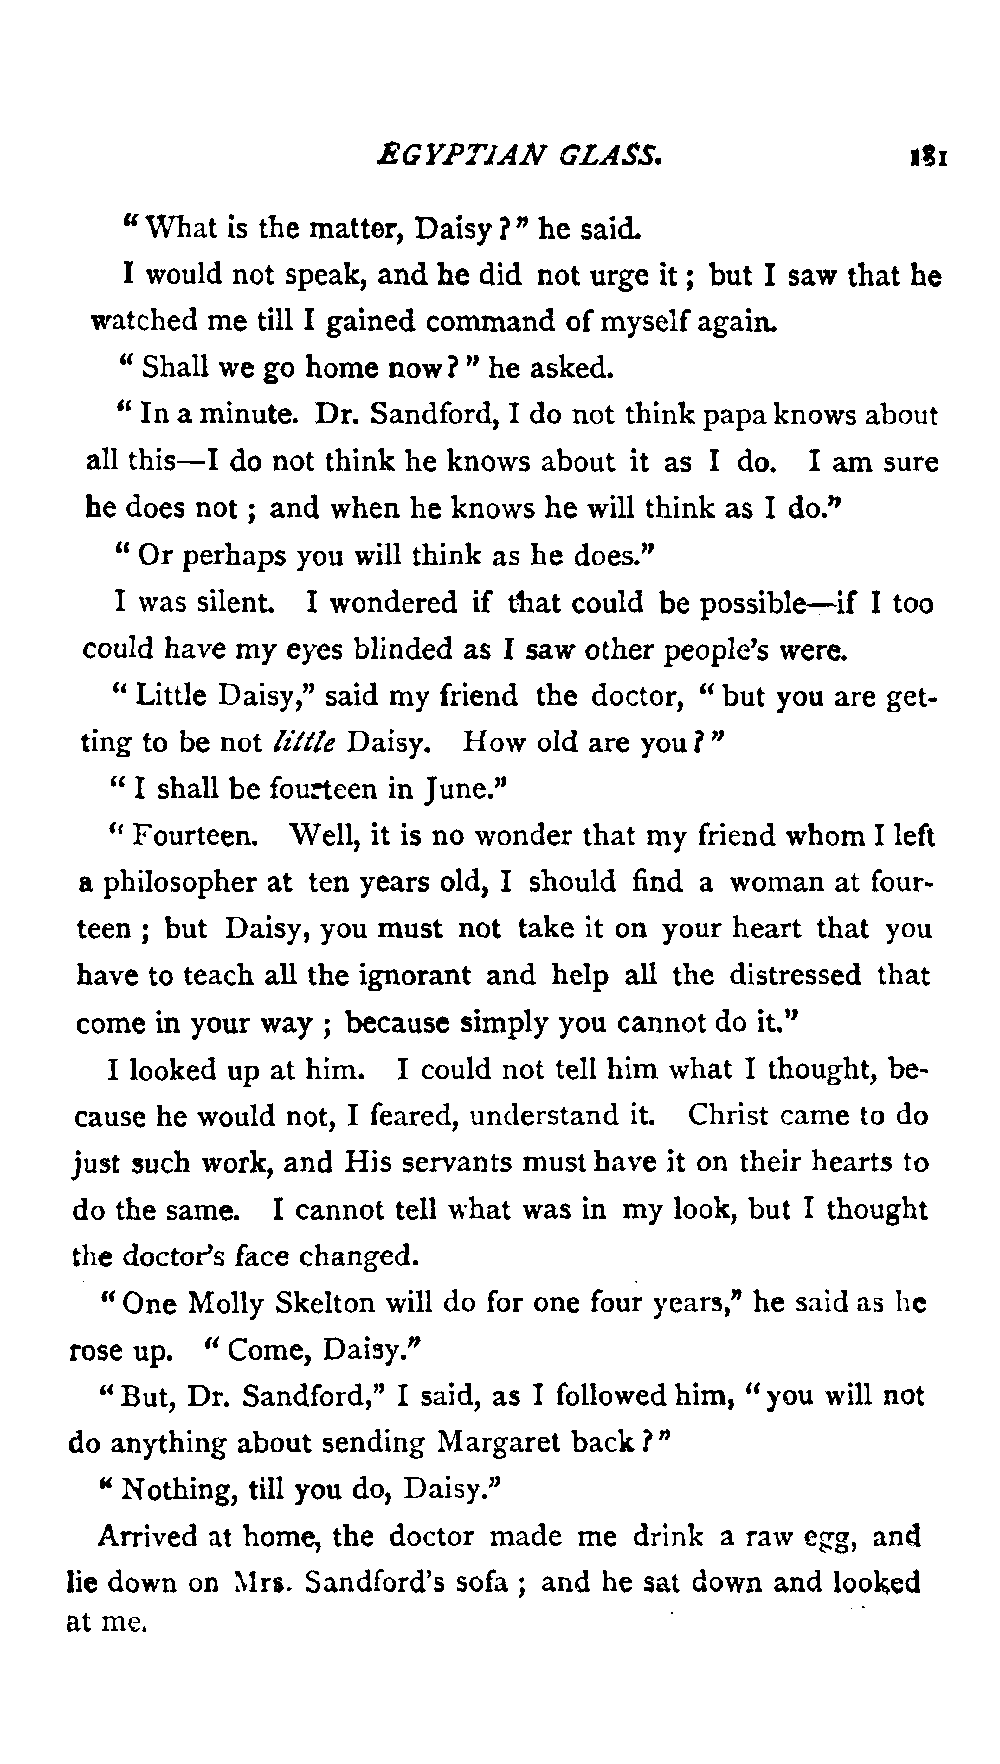 EGYPTIAN GLASS. 181
“What is the matter, Daisy?” he said.
I would not speak, and he did not urge it; but I saw that he
watched me till I gained command of myself again.
“Shall we go home now?” he asked.
“In a minute. Dr. Sandford, I do not think papa knows about
all this—I do not think he knows about it as I do. I am sure
he does not; and when he knows he will think as I do.”
“Or perhaps you will think as he does.”
I was silent. I wondered if that could be possible—if I too
could have my eyes blinded as I saw other people’s were.
“Little Daisy,” said my friend the doctor, “but you are get-
ting to be not little Daisy. How old are you?”
“I shall be fourteen in June.”
“Fourteen. Well, it is no wonder that my friend whom I left
a philosopher at ten years old, I should find a woman at four-
teen; but Daisy, you must not take it on your heart that you
have to teach all the ignorant and help all the distressed that
come in your way; because simply you cannot do it.”
I looked up at him. I could not tell him what I thought, be-
cause he would not, I feared, understand it. Christ came to do
just such work, and His servants must have it on their hearts to
do the same. I cannot tell what was in my look, but I thought
the doctor’s face changed.
“One Molly Skelton will do for one four years,” he said as he
rose up. “Come, Daisy.”
“But, Dr. Sandford,” I said, as I followed him, “you will not
do anything about sending Margaret back?”
“Nothing, till you do, Daisy.”
Arrived at home, the doctor made me drink a raw egg, and
lie down on Mrs. Sandford’s sofa; and he sat down and looked
at me.